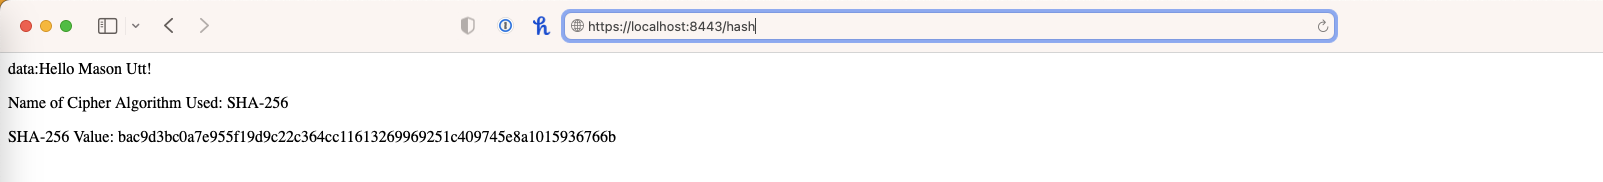 https://localhost:8443/hash
data:Hello Mason Utt!
Name of Cipher Algorithm Used: SHA-256
SHA-256 Value: bac9d3bc0a7e955f19d9c22c364cc11613269969251c409745e8a1015936766b